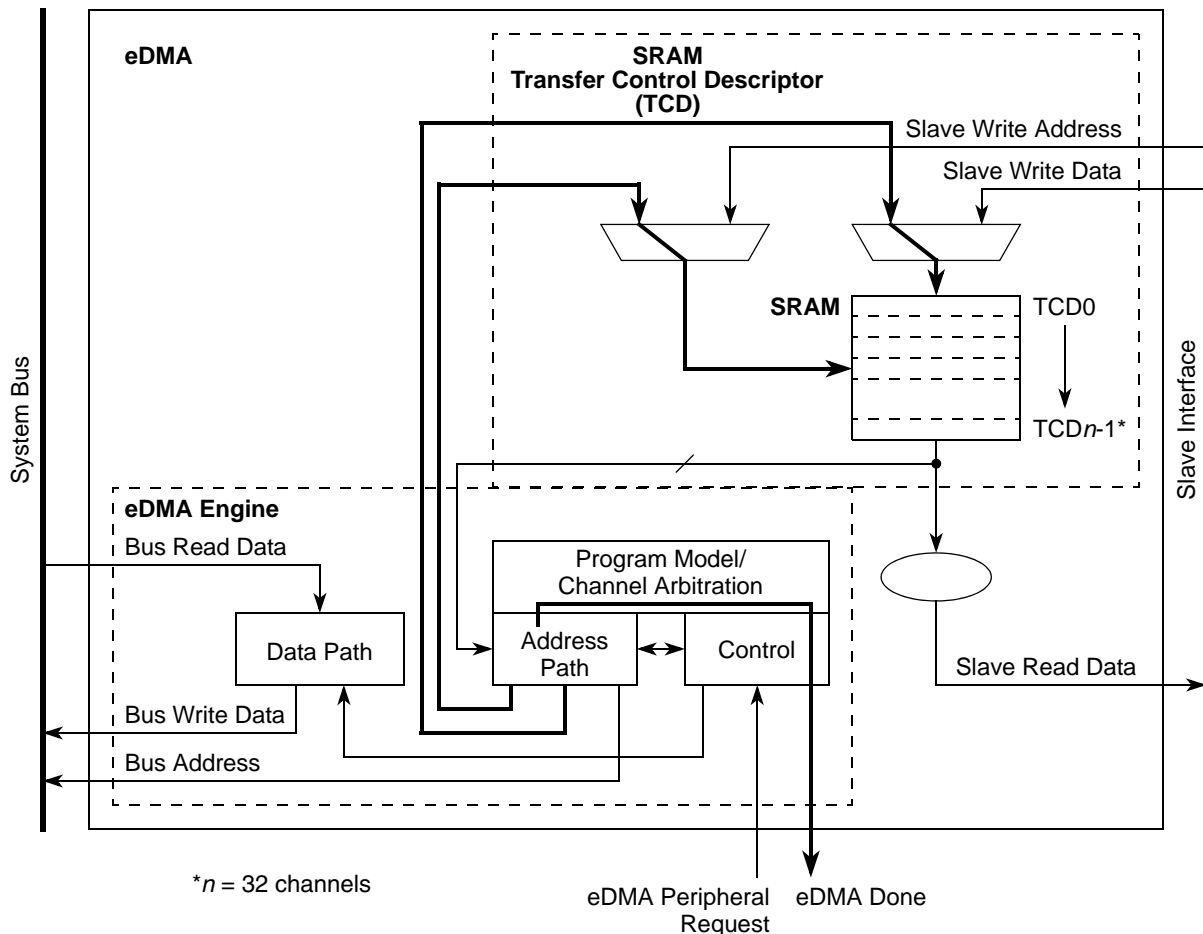 eDMA
SRAM
Transfer Control Descriptor
(TCD)
Slave Write Address
Slave Write Data
SRAM
TCD0
TCDn-1*
System Bus
Slave Interface
eDMA Engine
Bus Read Data
Program Model/
Channel Arbitration
Data Path
Address
Path
Control
Slave Read Data
Bus Write Data
Bus Address
*n = 32 channels
eDMA Peripheral
Request
eDMA Done